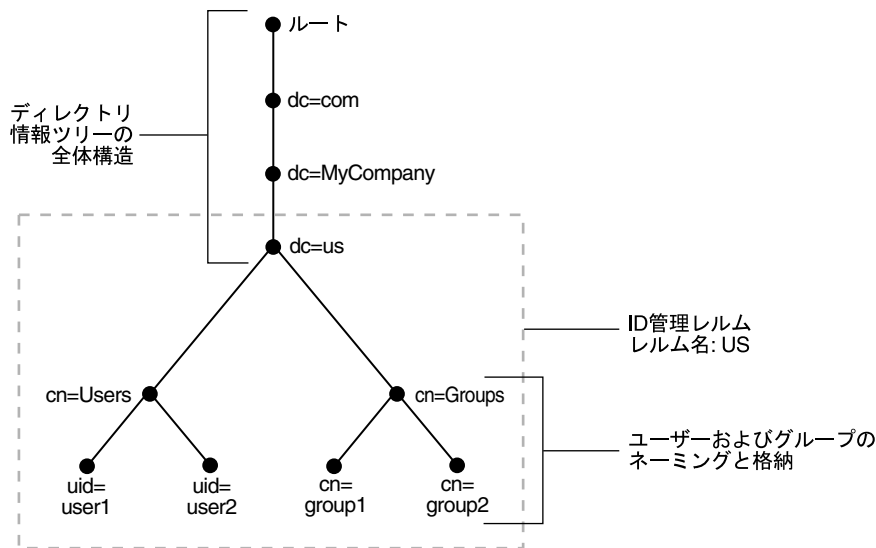 ルート
dc=com
ディレクトリ
情報ツリーの
全体構造
dc=MyCompany
dc=us
ID管理レルム
レルム名: US
cn=Users
cn=Groups
ユーザーおよびグループの
ネーミングと格納
uid=
user1
uid=
user2
cn=
group1
cn=
group2